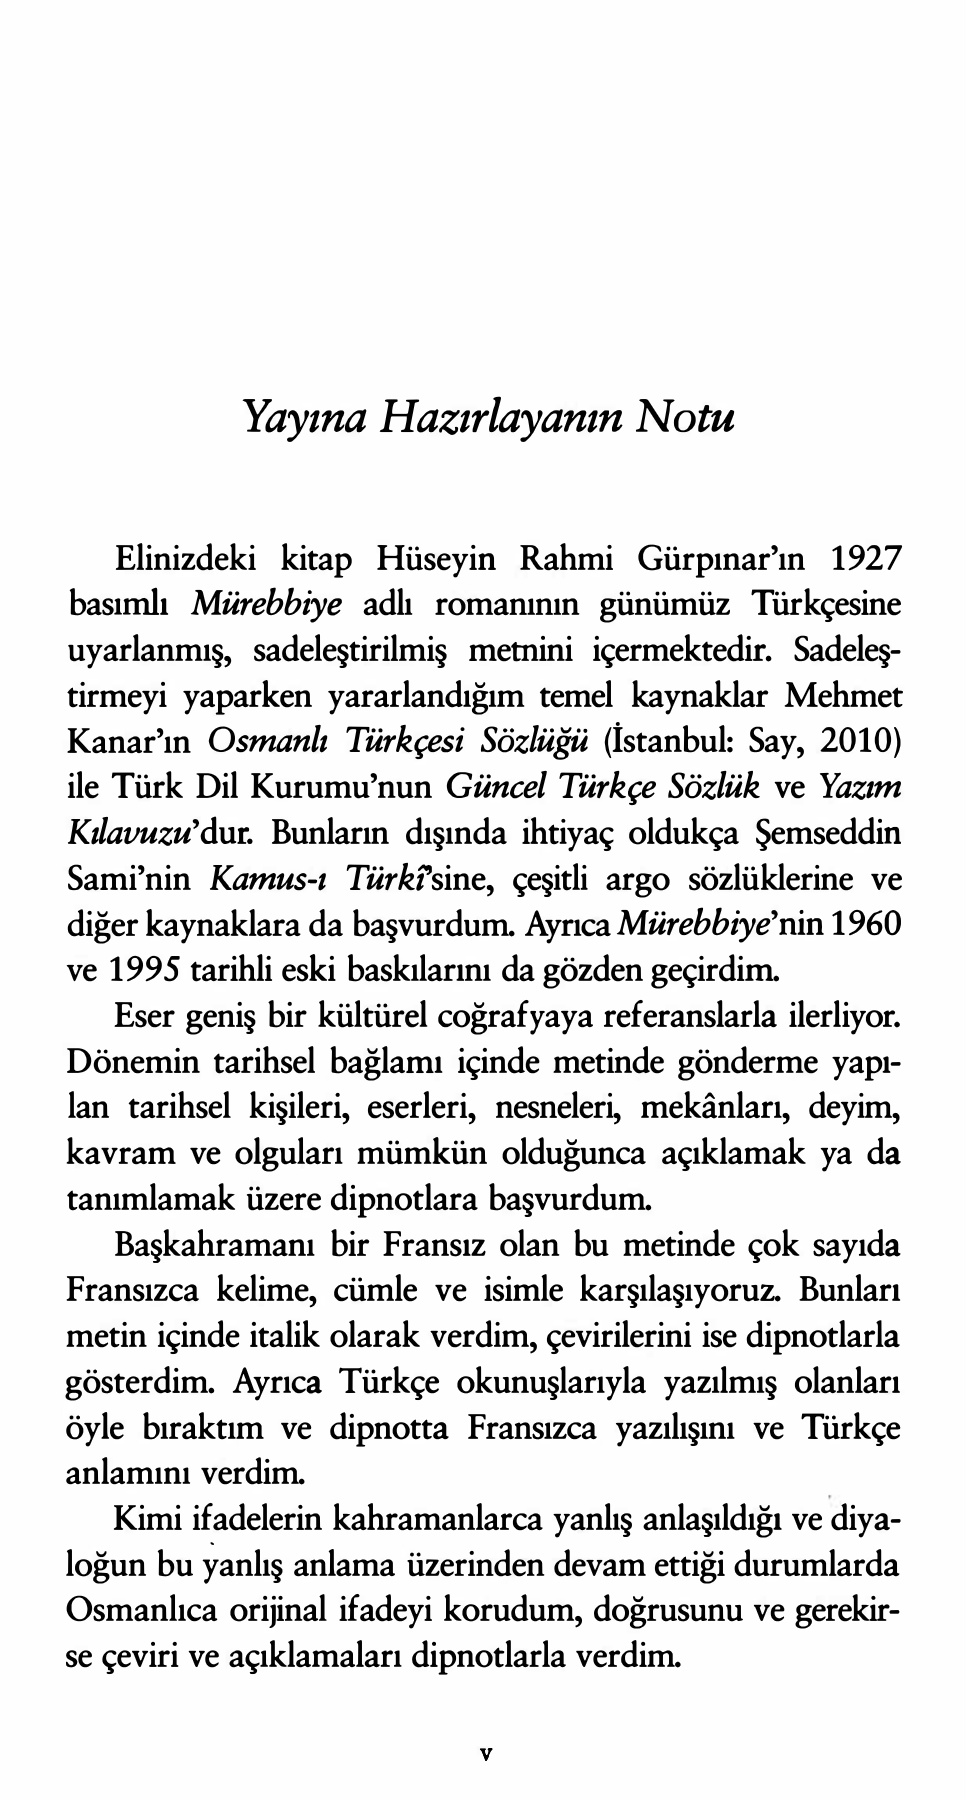 Yayına Hazırlayanın Notu
Elinizdeki kitap Hüseyin Rahmi Gürpınar’ın 1927
basımlı Mürebbiye adlı romanının günümüz Türkçesine
uyarlanmış, sadeleştirilmiş metnini içermektedir. Sadeleş-
tirmeyi yaparken yararlandığım temel kaynaklar Mehmet
Kanar’ın Osmanlı Türkçesi Sözlüğü (İstanbul: Say, 2010)
ile Türk Dil Kurumu’nun Güncel Türkçe Sözlük ve Yazım
Kılavuzu’dur. Bunların dışında ihtiyaç oldukça Şemseddin
Sami’nin Kamus-ı Türkî’sine, çeşitli argo sözlüklerine ve
diğer kaynaklara da başvurdum. Ayrıca Mürebbiye’nin 1960
ve 1995 tarihli eski baskılarını da gözden geçirdim.
Eser geniş bir kültürel coğrafyaya referanslarla ilerliyor.
Dönemin tarihsel bağlamı içinde metinde gönderme yapı-
lan tarihsel kişileri, eserleri, nesneleri, mekânları, deyim,
kavram ve olguları mümkün olduğunca açıklamak ya da
tanımlamak üzere dipnotlara başvurdum.
Başkahramanı bir Fransız olan bu metinde çok sayıda
Fransızca kelime, cümle ve isimle karşılaşıyoruz. Bunları
metin içinde italik olarak verdim, çevirilerini ise dipnotlarla
gösterdim. Ayrıca Türkçe okunuşlarıyla yazılmış olanları
öyle bıraktım ve dipnotta Fransızca yazılışını ve Türkçe
anlamını verdim.
Kimi ifadelerin kahramanlarca yanlış anlaşıldığı ve diya-
loğun bu yanlış anlama üzerinden devam ettiği durumlarda
Osmanlıca orijinal ifadeyi korudum, doğrusunu ve gerekir-
se çeviri ve açıklamaları dipnotlarla verdim.
v